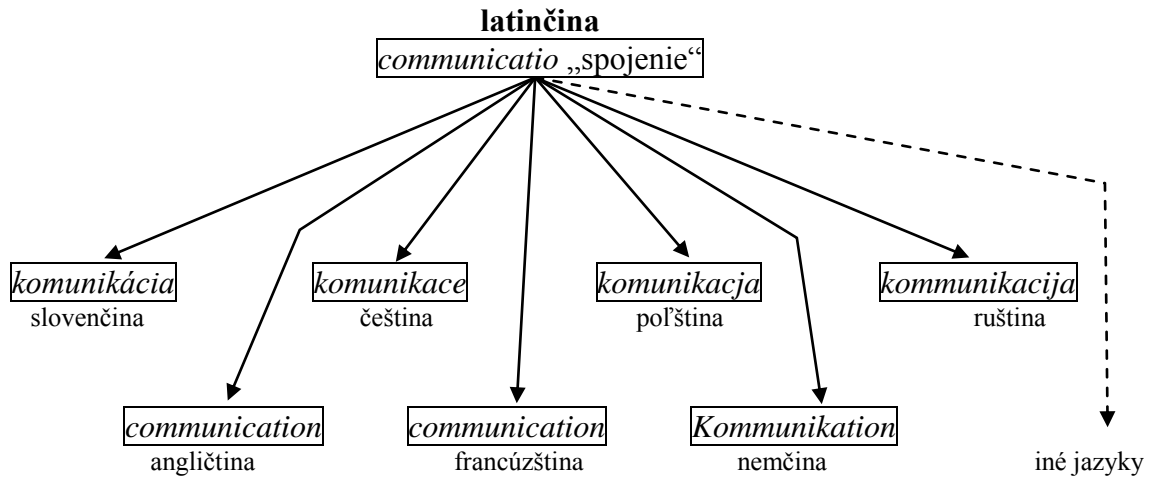 latinčina
communicatio „spojenie“
komunikácia komunikace komunikacja kommunikacija
slovenčina čeština poľština ruština
communication communication Kommunikation
angličtina francúzština nemčina iné jazyky